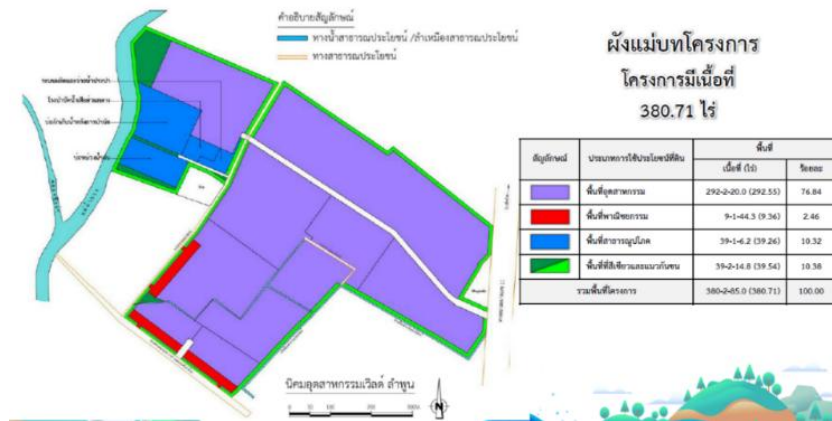 คำอธิบายสัญลักษณ์
ทางน้ำสาธารณประโยชน์ /ลำเหมืองสาธารณประโยชน์
ทางสาธารณประโยชน์
ผังแม่บทโครงการ
โครงการมีเนื้อที่
380.71 ไร่
สัญลักษณ์ ประเภทการใช้ประโยชน์ที่ดิน พื้นที่
เนื้อที่ (ไร่) ร้อยละ
พื้นที่อุตสาหกรรม 292-2-20.0 (292.55) 76.84
พื้นที่พาณิชยกรรม 9-1-44.3 (9.36) 2.46
พื้นที่สาธารณูปโภค 39-1-6.2 (39.26) 10.32
พื้นที่สีเขียวและแนวกันชน 39-2-14.8 (39.54) 10.38
รวมพื้นที่โครงการ 380-2-85.0 (380.71) 100.00
นิคมอุตสาหกรรมเวิลด์ ลำพูน
0 50 100 200
N